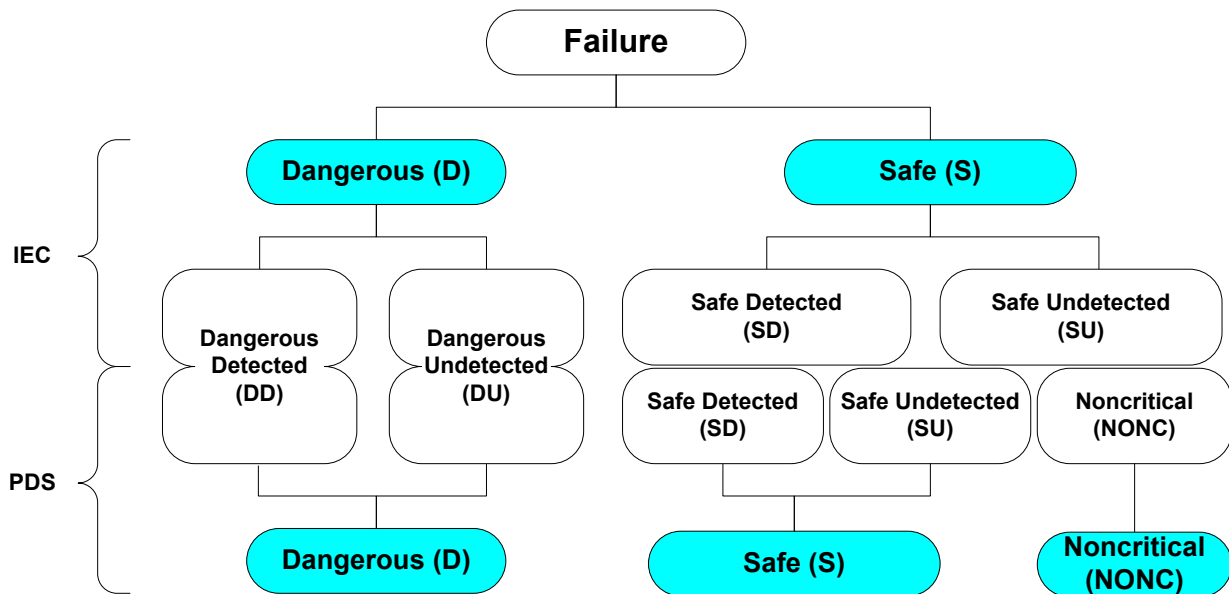 Failure
Dangerous (D)
Safe (S)
IEC
Safe Detected
(SD)
Safe Undetected
(SU)
Dangerous
Detected
(DD)
Dangerous
Undetected
(DU)
Safe Detected
(SD)
Safe Undetected
(SU)
Noncritical
(NONC)
PDS
Dangerous (D)
Safe (S)
Noncritical
(NONC)